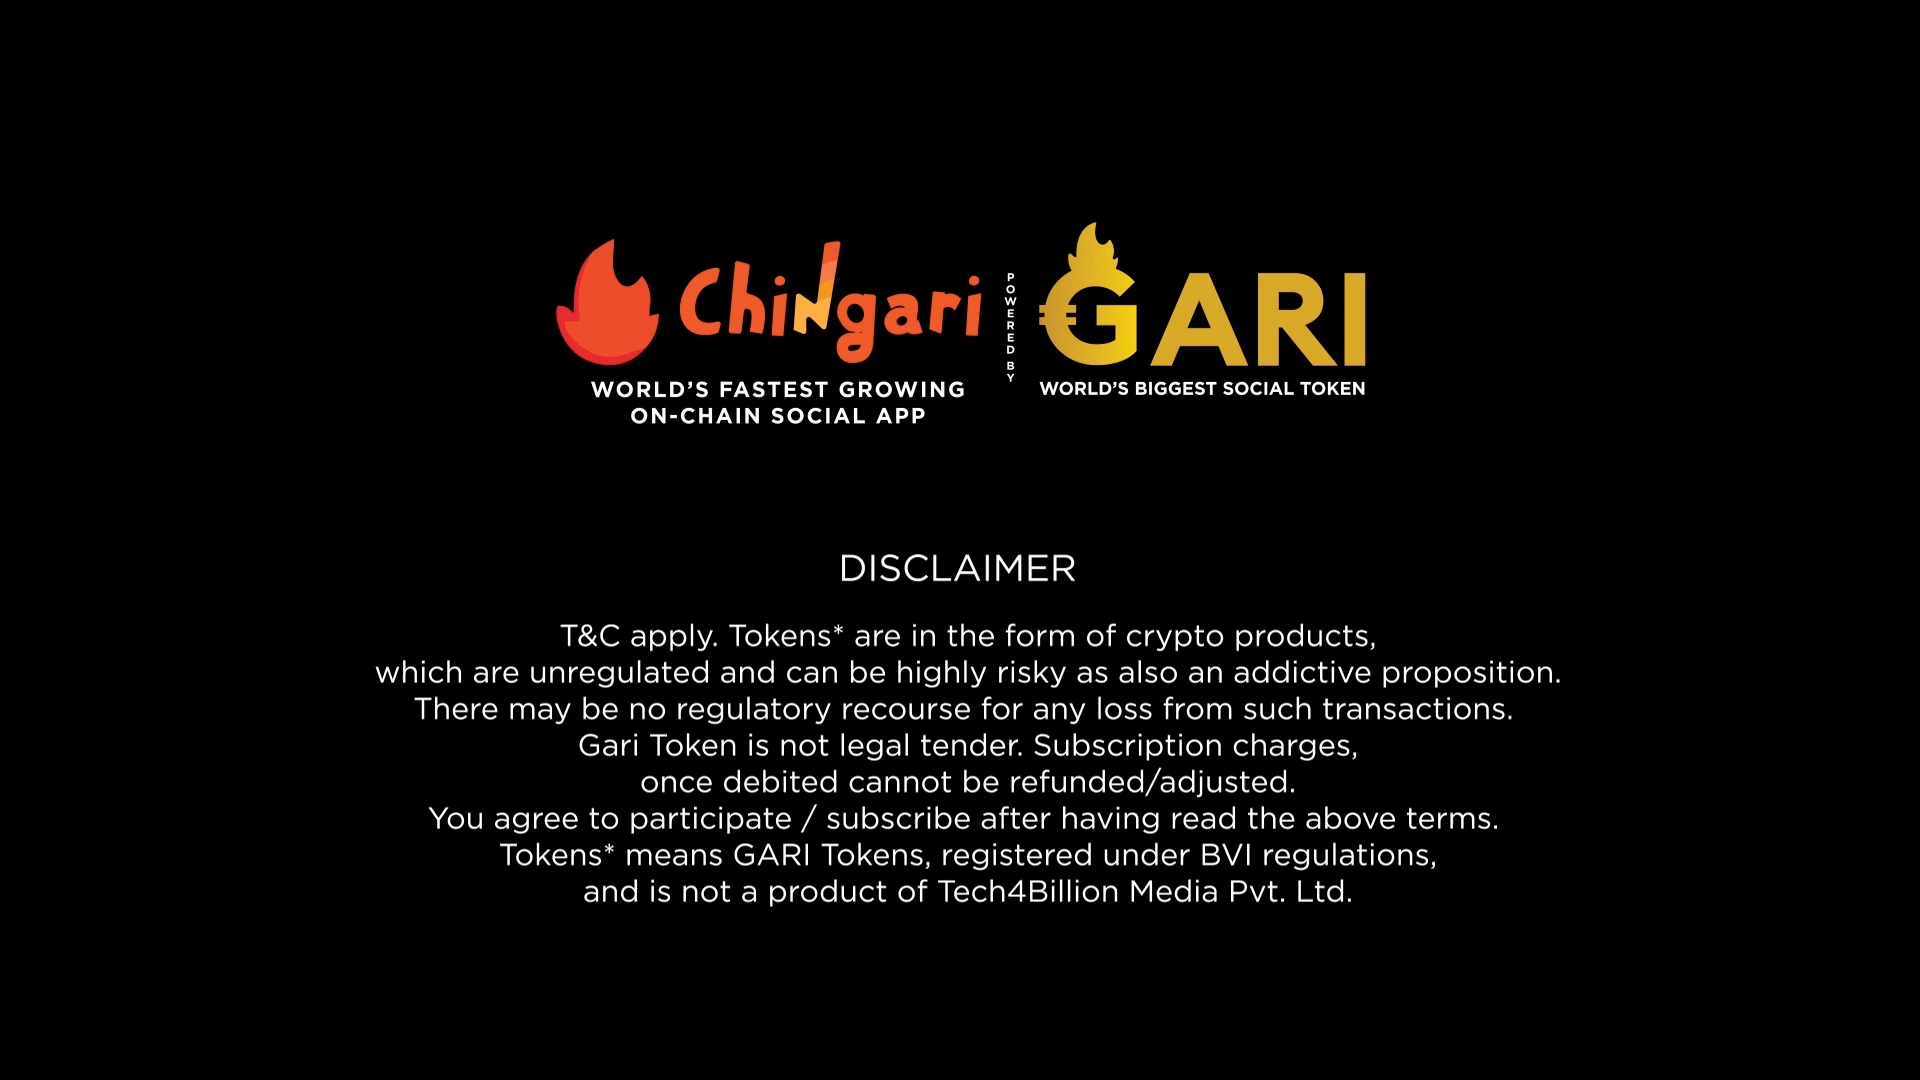 Chingari
WORLD'S FASTEST GROWING
ON-CHAIN SOCIAL APP
POWERED BY
GARI
WORLD'S BIGGEST SOCIAL TOKEN
DISCLAIMER
T&C apply. Tokens* are in the form of crypto products,
which are unregulated and can be highly risky as also an addictive proposition.
There may be no regulatory recourse for any loss from such transactions.
Gari Token is not legal tender. Subscription charges,
once debited cannot be refunded/adjusted.
You agree to participate / subscribe after having read the above terms.
Tokens* means GARI Tokens, registered under BVI regulations,
and is not a product of Tech4Billion Media Pvt. Ltd.